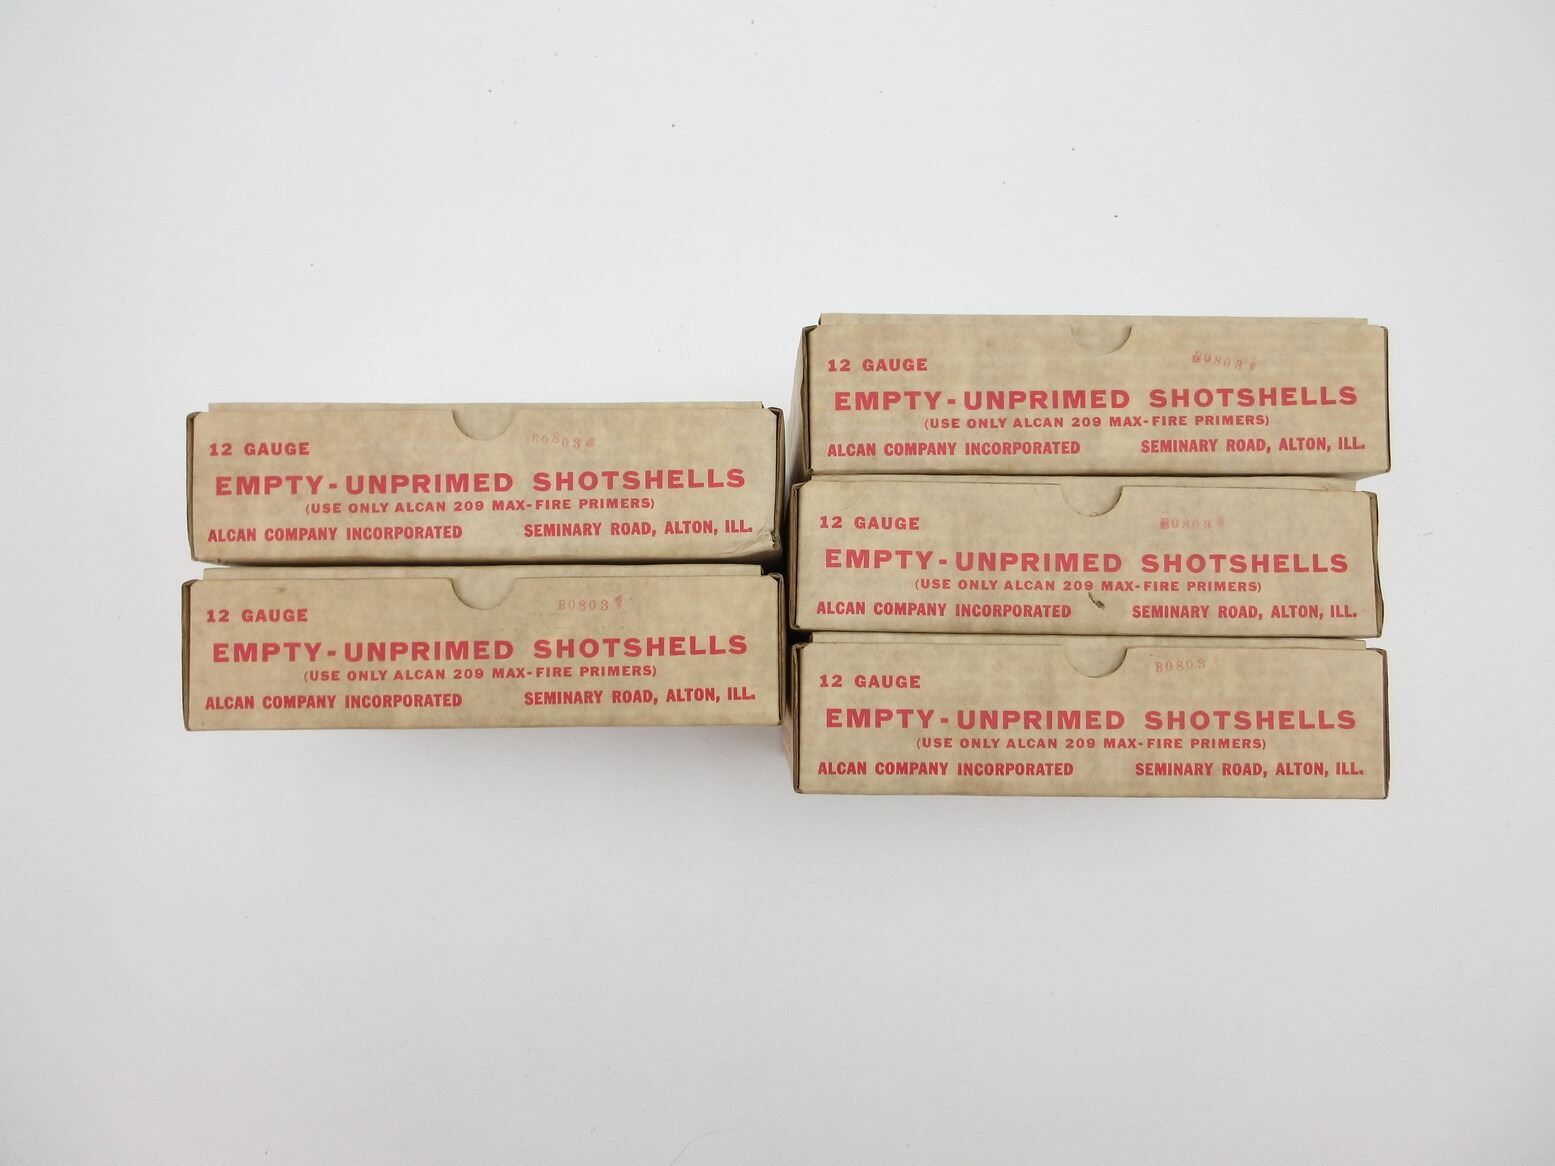 12 GAUGE
B0803
EMPTY-UNPRIMED SHOTSHELLS
(USE ONLY ALCAN 209 MAX-FIRE PRIMERS)
ALCAN COMPANY INCORPORATED SEMINARY ROAD, ALTON, ILL.
12 GAUGE
B0803
EMPTY-UNPRIMED SHOTSHELLS
(USE ONLY ALCAN 209 MAX-FIRE PRIMERS)
ALCAN COMPANY INCORPORATED SEMINARY ROAD, ALTON, ILL.
12 GAUGE
B0803
EMPTY-UNPRIMED SHOTSHELLS
(USE ONLY ALCAN 209 MAX-FIRE PRIMERS)
ALCAN COMPANY INCORPORATED SEMINARY ROAD, ALTON, ILL.
12 GAUGE
B0803
EMPTY-UNPRIMED SHOTSHELLS
(USE ONLY ALCAN 209 MAX-FIRE PRIMERS)
ALCAN COMPANY INCORPORATED SEMINARY ROAD, ALTON, ILL.
12 GAUGE
B0803
EMPTY-UNPRIMED SHOTSHELLS
(USE ONLY ALCAN 209 MAX-FIRE PRIMERS)
ALCAN COMPANY INCORPORATED SEMINARY ROAD, ALTON, ILL.